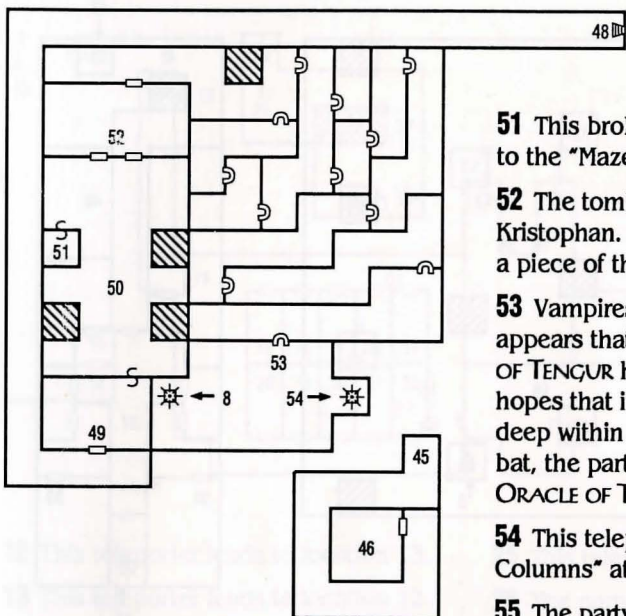 48
52
51
50
53
8
54
49
45
46
51 This brok
to the "Maze
52 The tom
Kristophan.
a piece of th
53 Vampires
appears that
OF TENGUR h
hopes that i
deep within
bat, the part
ORACLE OF T
54 This tele
Columns" at
55 The party